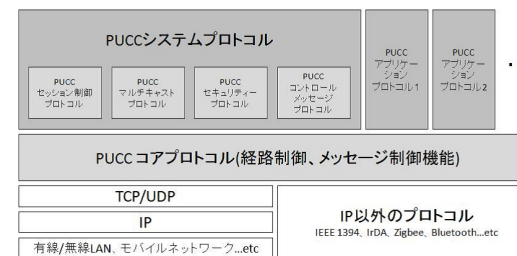 PUCCシステムプロトコル
PUCC
セッション制御
プロトコル
PUCC
マルチキャスト
プロトコル
PUCC
セキュリティー
プロトコル
PUCC
コントロール
メッセージ
プロトコル
PUCC
アプリケー
ション
プロトコル1
PUCC
アプリケー
ション
プロトコル2
PUCC コアプロトコル(経路制御、メッセージ制御機能)
TCP/UDP
IP
有線/無線LAN、モバイルネットワーク...etc
IP以外のプロトコル
IEEE 1394、IrDA、Zigbee、Bluetooth...etc